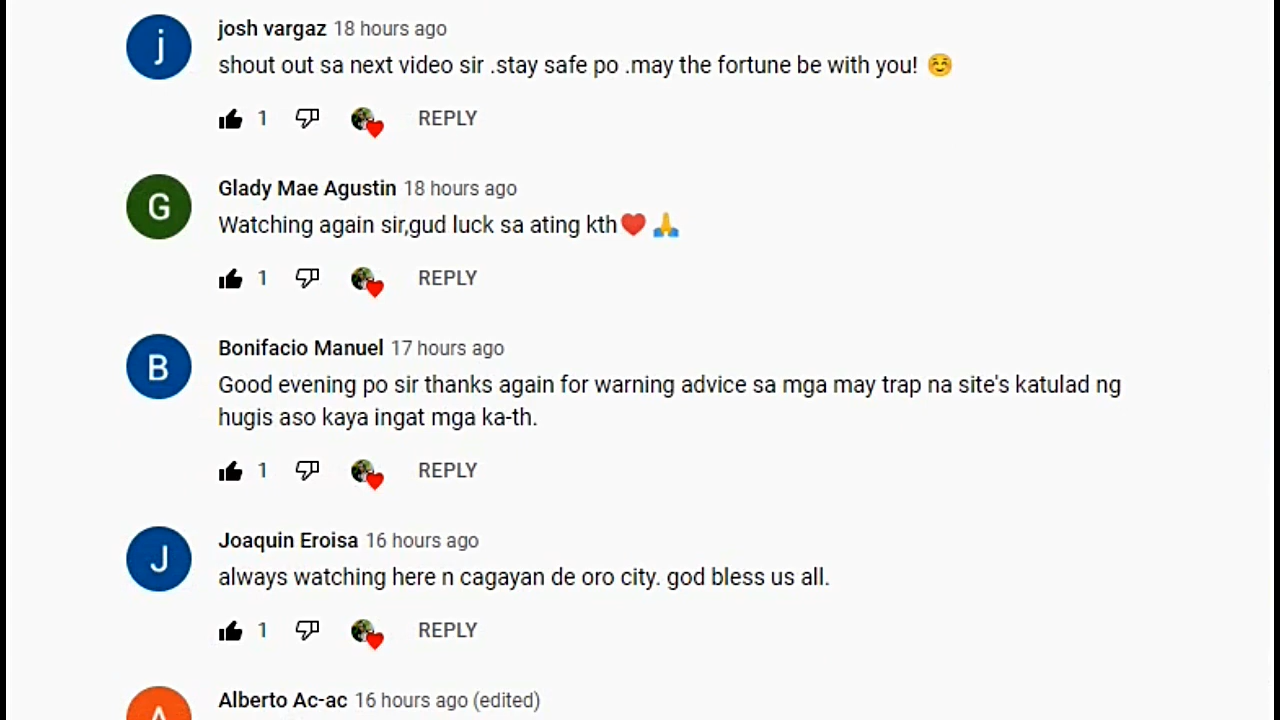 j
josh vargaz 18 hours ago
shout out sa next video sir .stay safe po .may the fortune be with you! ☺️
1 REPLY
G
Glady Mae Agustin 18 hours ago
Watching again sir,gud luck sa ating kth❤️🙏
1 REPLY
B
Bonifacio Manuel 17 hours ago
Good evening po sir thanks again for warning advice sa mga may trap na site's katulad ng
hugis aso kaya ingat mga ka-th.
1 REPLY
J
Joaquin Eroisa 16 hours ago
always watching here n cagayan de oro city. god bless us all.
1 REPLY
A
Alberto Ac-ac 16 hours ago (edited)